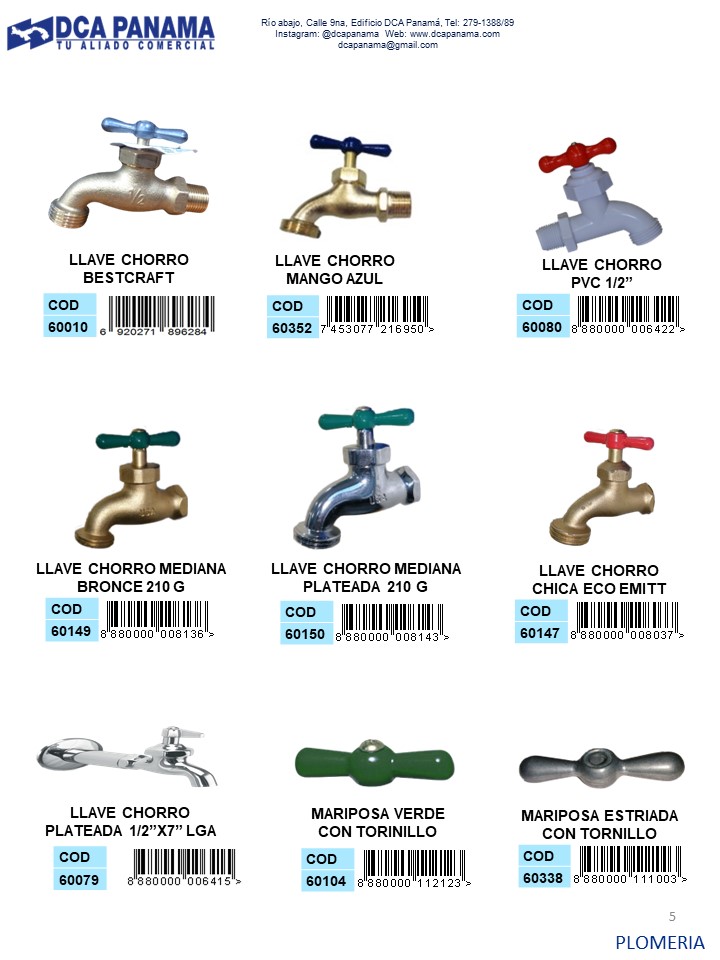 DCA PANAMA
TU ALIADO COMERCIAL
Río abajo, Calle 9na, Edificio DCA Panamá, Tel: 279-1388/89
Instagram: @dcapanama Web: www.dcapanama.com
dcapanama@gmail.com
1/2
LLAVE CHORRO
BESTCRAFT
COD
60010
6 920271 896284
LLAVE CHORRO
MANGO AZUL
COD
60352
7 453077 216950 >
LLAVE CHORRO
PVC 1/2”
COD
60080
8 880000 006422 >
LLAVE CHORRO MEDIANA
BRONCE 210 G
COD
60149
8 880000 008136 >
LLAVE CHORRO MEDIANA
PLATEADA 210 G
COD
60150
8 880000 008143 >
LLAVE CHORRO
CHICA ECO EMITT
COD
60147
8 880000 008037 >
LLAVE CHORRO
PLATEADA 1/2”X7” LGA
COD
60079
8 880000 006415 >
MARIPOSA VERDE
CON TORINILLO
COD
60104
8 880000 112123 >
MARIPOSA ESTRIADA
CON TORNILLO
COD
60338
8 880000 111003 >
5
PLOMERIA